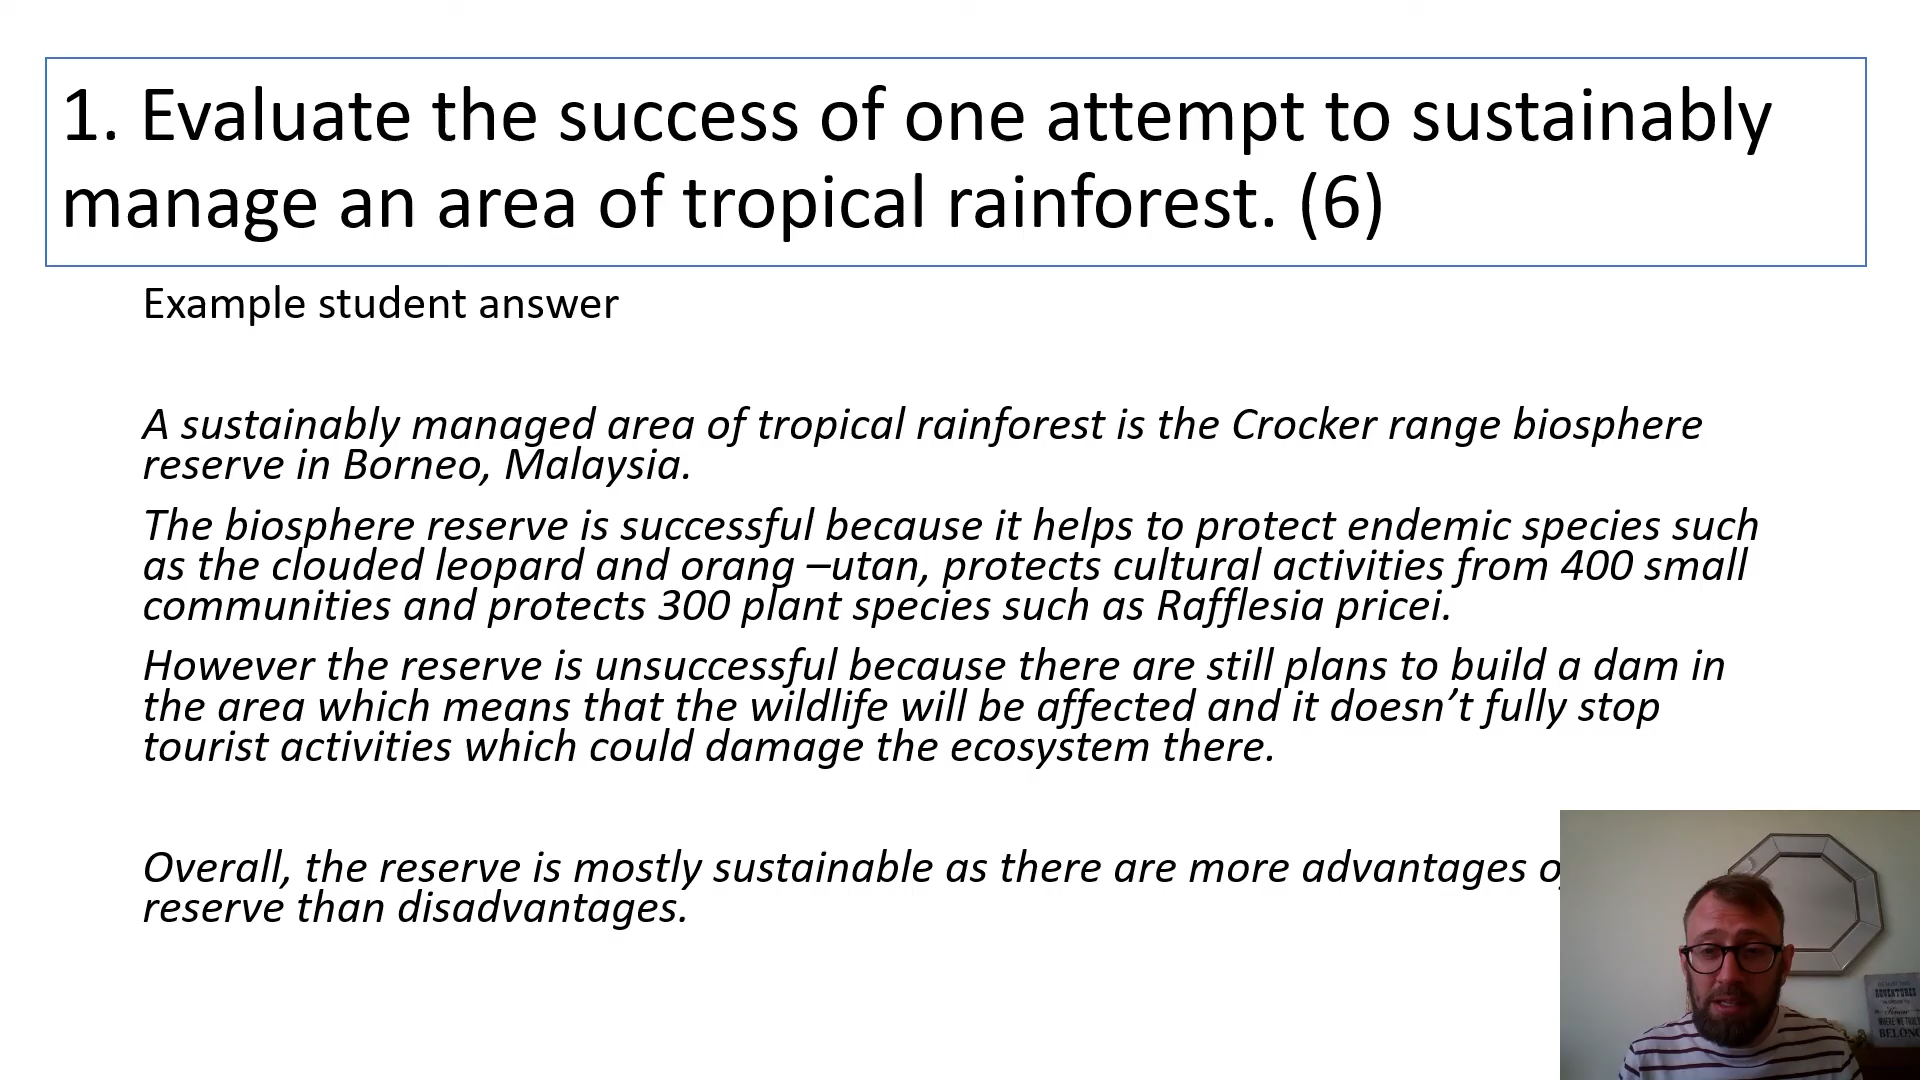 1. Evaluate the success of one attempt to sustainably
manage an area of tropical rainforest. (6)
Example student answer
A sustainably managed area of tropical rainforest is the Crocker range biosphere
reserve in Borneo, Malaysia.
The biosphere reserve is successful because it helps to protect endemic species such
as the clouded leopard and orang –utan, protects cultural activities from 400 small
communities and protects 300 plant species such as Rafflesia pricei.
However the reserve is unsuccessful because there are still plans to build a dam in
the area which means that the wildlife will be affected and it doesn’t fully stop
tourist activities which could damage the ecosystem there.
Overall, the reserve is mostly sustainable as there are more advantages
reserve than disadvantages.
ADVENTURES
WHERE WE TRULY
BELONG